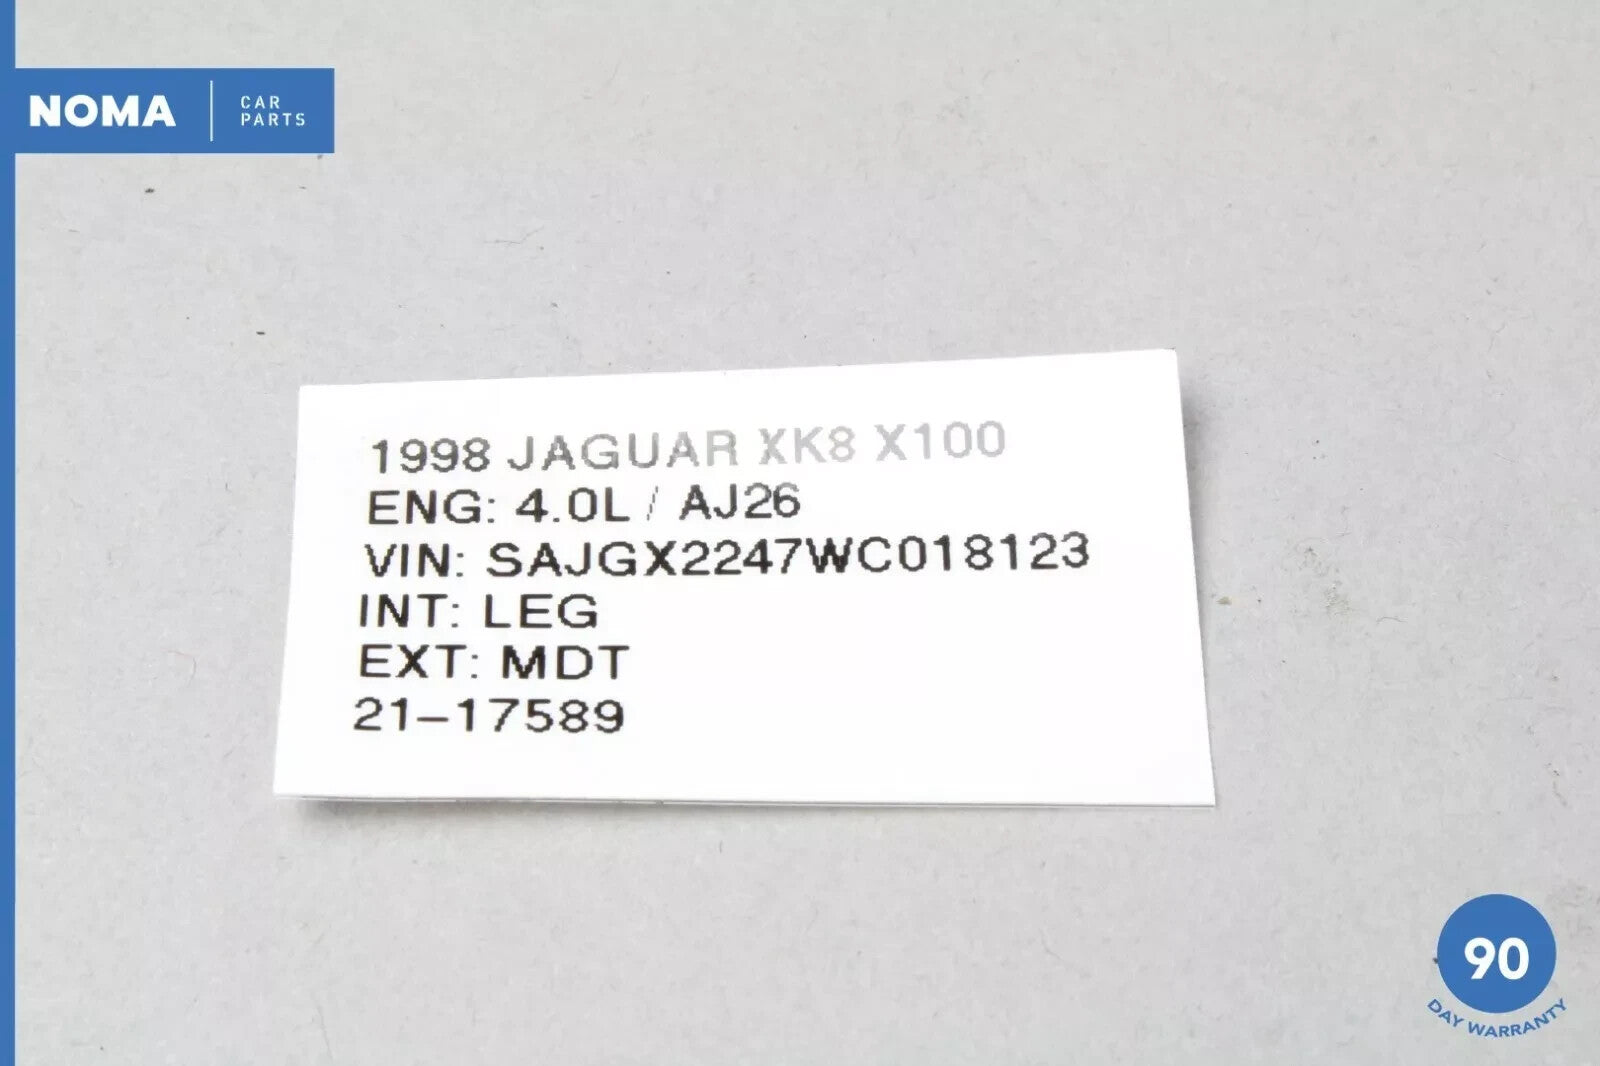 NOMA
CAR
PARTS
1998 JAGUAR XK8 X100
ENG: 4.0L / AJ26
VIN: SAJGX2247WC018123
INT: LEG
EXT: MDT
21-17589
90
DAY WARRANTY